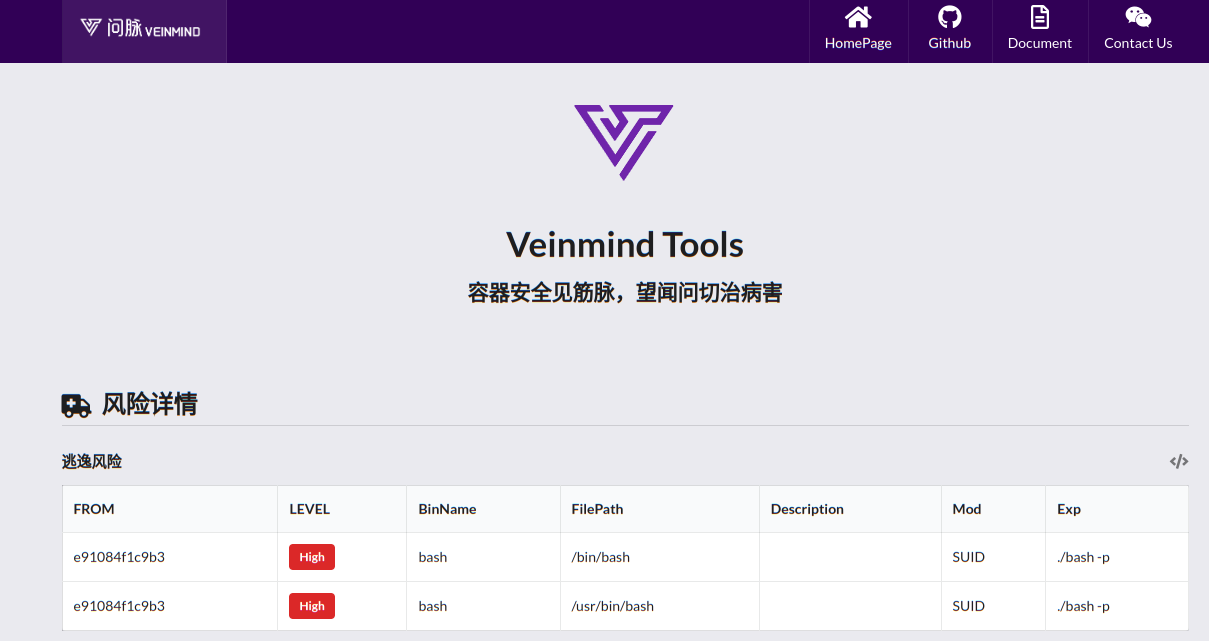 问脉 VEINMIND
HomePage Github Document Contact Us
Veinmind Tools
容器安全见筋脉，望闻问切治病害
风险详情
逃逸风险 </>
FROM LEVEL BinName FilePath Description Mod Exp
e91084f1c9b3 High bash /bin/bash SUID ./bash -p
e91084f1c9b3 High bash /usr/bin/bash SUID ./bash -p